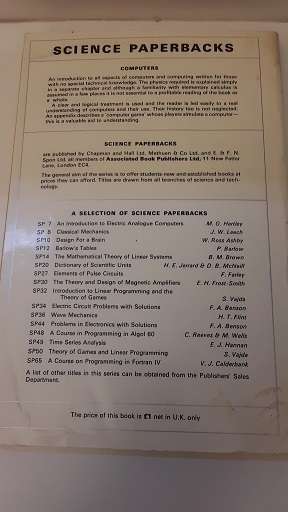 SCIENCE PAPERBACKS
COMPUTERS
An introduction to all aspects of computers and computing written for those
with no special technical knowledge. The physics required is explained simply
in a separate chapter and although a familiarity with elementary calculus is
assumed in a few places it is not essential to a profitable reading of the book as
a whole.
A clear and logical treatment is used and the reader is led easily to a real
understanding of computers and their use. Their history too is not neglected.
An appendix describes a 'computer game' whose players simulate a computer—
this is a valuable aid to understanding.
SCIENCE PAPERBACKS
are published by Chapman and Hall Ltd, Methuen & Co Ltd, and E. & F. N.
Spon Ltd, all members of Associated Book Publishers Ltd, 11 New Fetter
Lane, London EC4.
The general aim of the series is to offer students new and established books at
prices they can afford. Titles are drawn from all branches of science and tech-
nology.
A SELECTION OF SCIENCE PAPERBACKS
SP 7 An Introduction to Electric Analogue Computers M. G. Hartley
SP 8 Classical Mechanics J. W. Leech
SP10 Design For a Brain W. Ross Ashby
SP12 Barlow's Tables P. Barlow
SP14 The Mathematical Theory of Linear Systems B. M. Brown
SP20 Dictionary of Scientific Units H. E. Jerrard & D. B. McNeill
SP27 Elements of Pulse Circuits F. Farley
SP30 The Theory and Design of Magnetic Amplifiers E. H. Frost-Smith
SP32 Introduction to Linear Programming and the
Theory of Games S. Vajda
SP34 Electric Circuit Problems with Solutions F. A. Benson
SP36 Wave Mechanics H. T. Flint
SP44 Problems in Electronics with Solutions F. A. Benson
SP48 A Course in Programming in Algol 60 C. Reeves & M. Wells
SP49 Time Series Analysis E. J. Hannan
SP50 Theory of Games and Linear Programming S. Vajda
SP65 A Course on Programming in Fortran IV V. J. Calderbank
A list of other titles in this series can be obtained from the Publishers' Sales
Department.
The price of this book is net in U.K. only